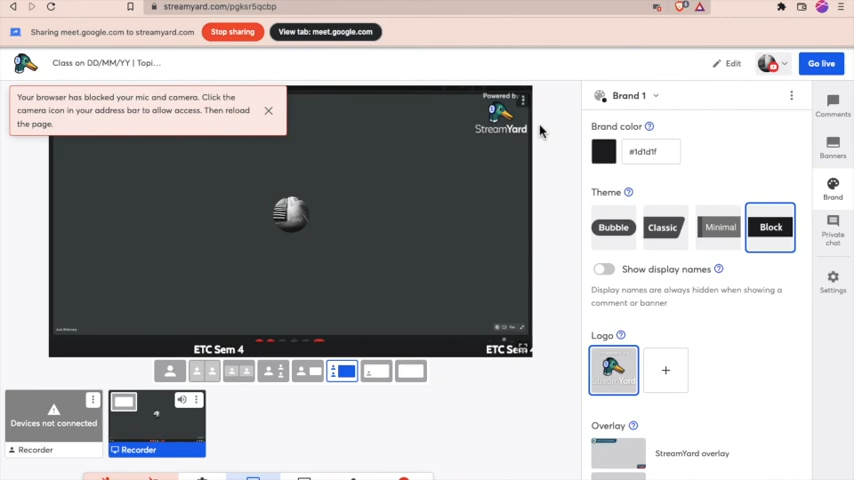 streamyard.com/pgksr5qcbp
Sharing meet.google.com to streamyard.com
Stop sharing
View tab: meet.google.com
Class on DD/MM/YY | Topi...
Edit
Go live
Your browser has blocked your mic and camera. Click the
camera icon in your address bar to allow access. Then reload
the page.
Powered by
StreamYard
ETC Sem 4
ETC Sem 4
Devices not connected
Recorder
Recorder
Brand 1
Brand color
#1d1d1f
Theme
Bubble
Classic
Minimal
Block
Show display names
Display names are always hidden when showing a
comment or banner
Logo
StreamYard
Overlay
StreamYard overlay
Comments
Banners
Brand
Private
chat
Settings